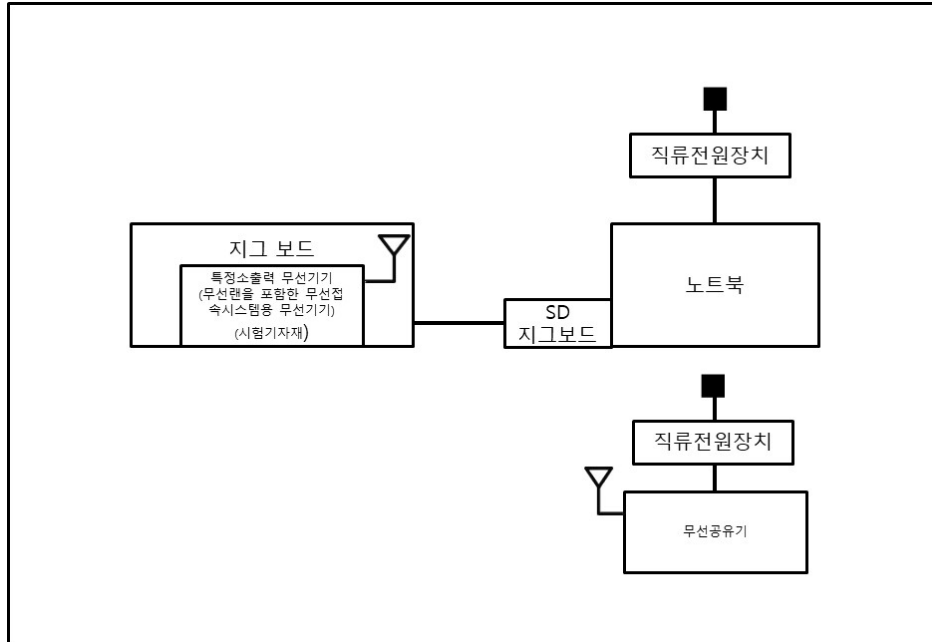 직류전원장치
지그 보드
특정소출력 무선기기
(무선랜을 포함한 무선접
속시스템용 무선기기)
(시험기자재)
노트북
SD
지그보드
직류전원장치
무선공유기